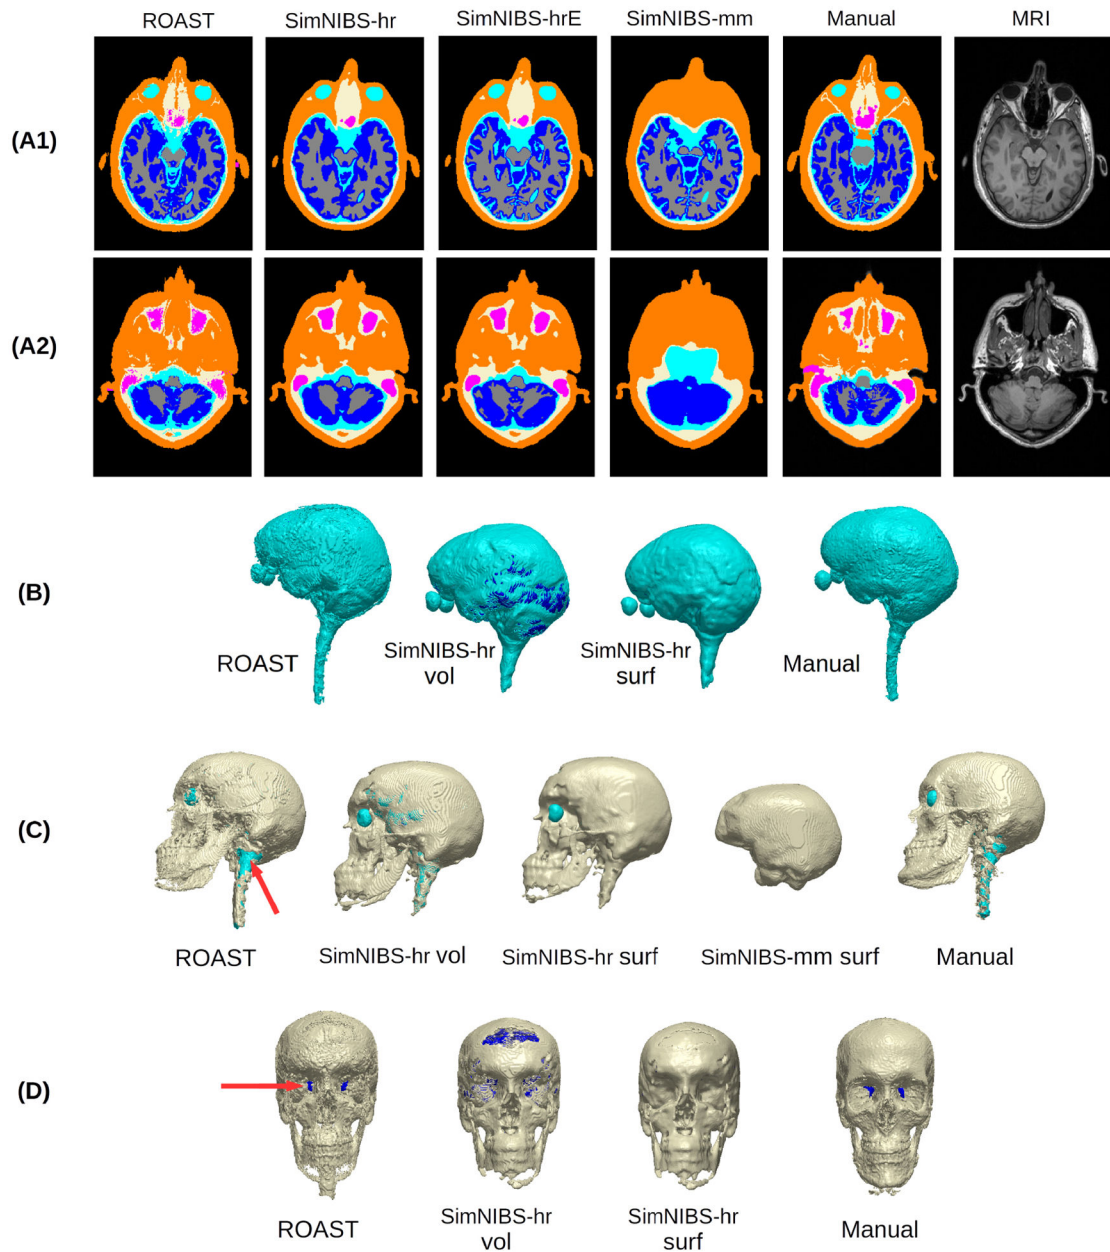 ROAST SimNIBS-hr SimNIBS-hrE SimNIBS-mm Manual MRI
(A1)
(A2)
(B)
ROAST
SimNIBS-hr
vol
SimNIBS-hr
surf
Manual
(C)
ROAST
SimNIBS-hr vol
SimNIBS-hr surf
SimNIBS-mm surf
Manual
(D)
ROAST
SimNIBS-hr
vol
SimNIBS-hr
surf
Manual